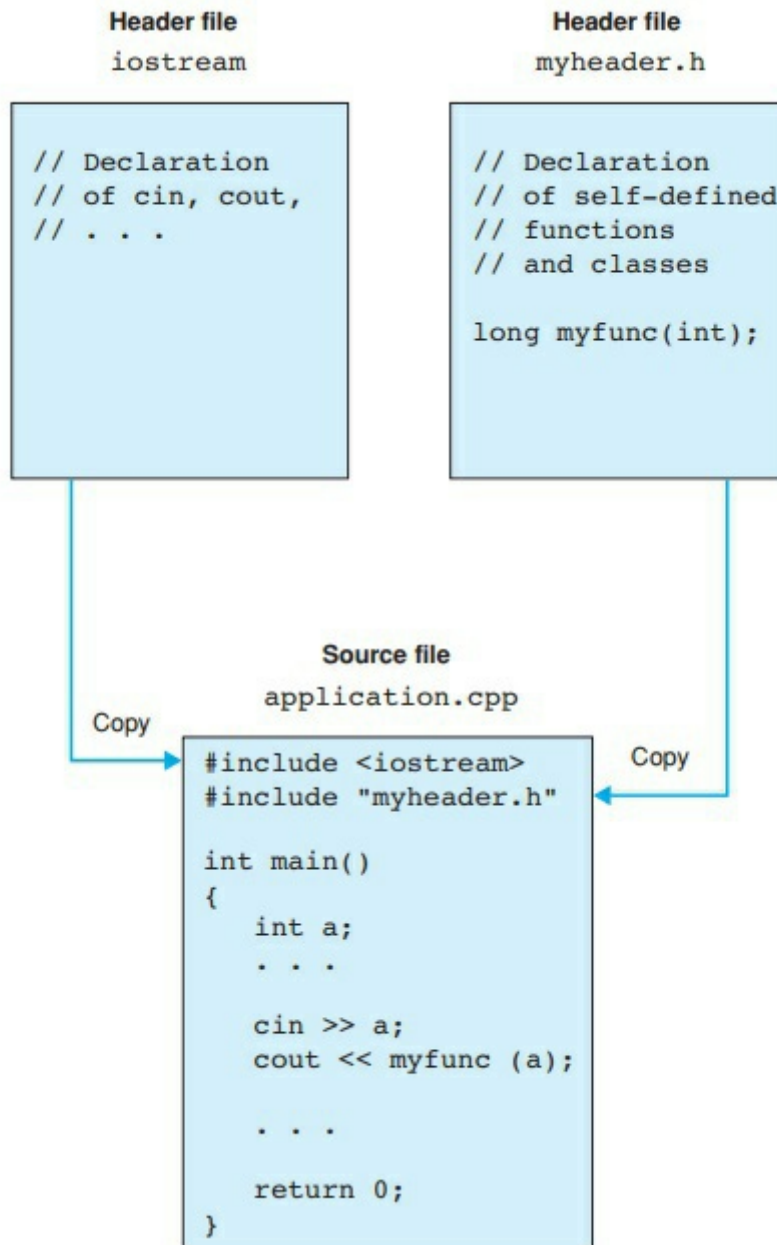 Header file
iostream
// Declaration
// of cin, cout,
// . . .
Header file
myheader.h
// Declaration
// of self-defined
// functions
// and classes
long myfunc(int);
Source file
application.cpp
Copy
Copy
#include <iostream>
#include "myheader.h"
int main()
{
int a;
. . .
cin >> a;
cout << myfunc (a);
. . .
return 0;
}